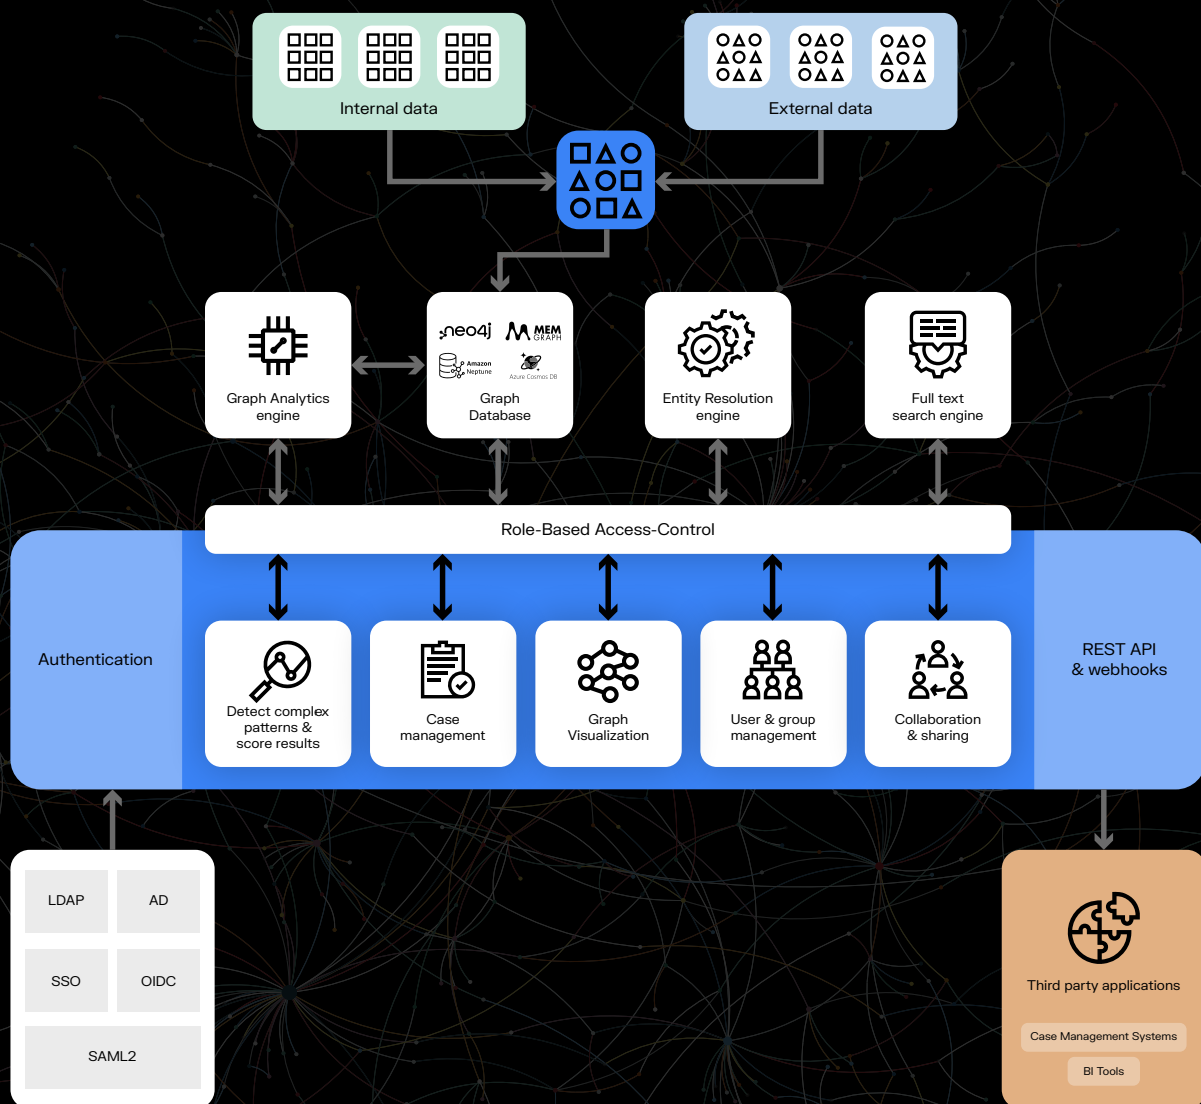 Internal data
External data
neo4j
MEM
GRAPH
Amazon
Neptune
Azure Cosmos DB
Graph Analytics
engine
Graph
Database
Entity Resolution
engine
Full text
search engine
Role-Based Access-Control
Authentication
REST API
& webhooks
Detect complex
patterns &
score results
Case
management
Graph
Visualization
User & group
management
Collaboration
& sharing
LDAP
AD
SSO
OIDC
SAML2
Third party applications
Case Management Systems
BI Tools